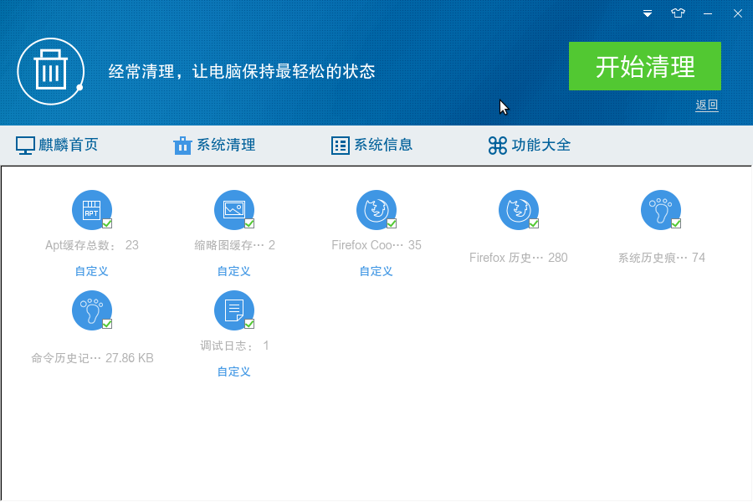 经常清理，让电脑保持最轻松的状态
开始清理
返回
麒麟首页 系统清理 系统信息 功能大全
APT
Apt缓存总数： 23 缩略图缓存… 2 Firefox Coo… 35 Firefox 历史… 280 系统历史痕… 74
自定义 自定义 自定义
命令历史记… 27.86 KB 调试日志： 1
自定义